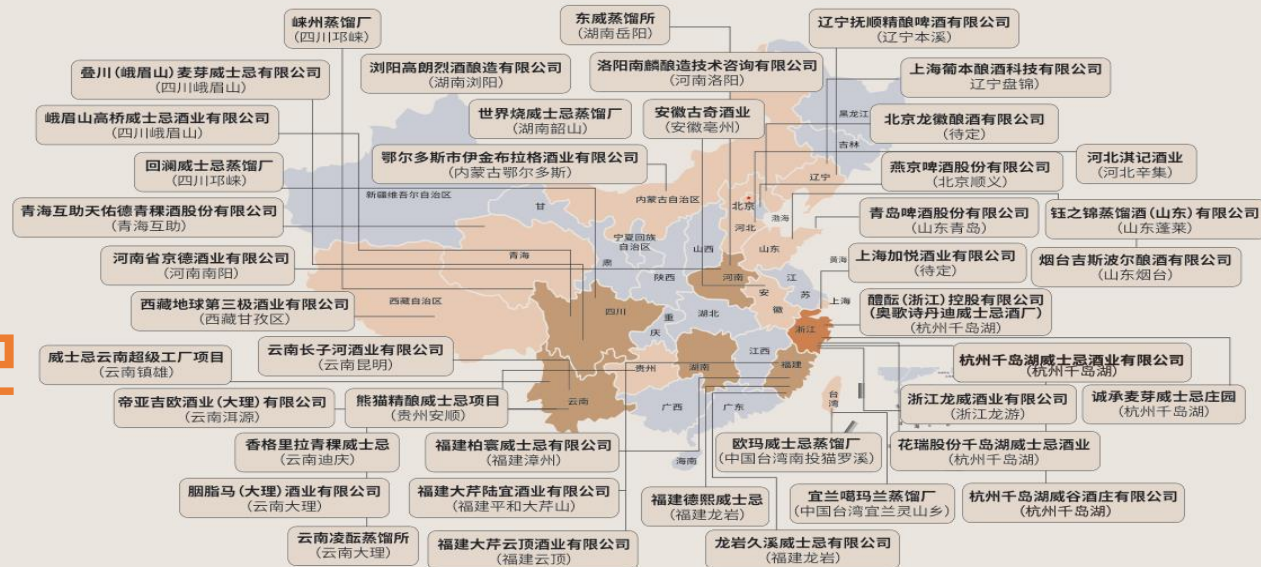 崃州蒸馏厂
(四川邛崃)
东威蒸馏所
(湖南岳阳)
辽宁抚顺精酿啤酒有限公司
(辽宁本溪)
叠川(峨眉山)麦芽威士忌有限公司
(四川峨眉山)
浏阳高朗烈酒酿造有限公司
(湖南浏阳)
洛阳南麟酿造技术咨询有限公司
(河南洛阳)
上海葡本酿酒科技有限公司
(辽宁盘锦)
峨眉山高桥威士忌酒业有限公司
(四川峨眉山)
世界烧威士忌蒸馏厂
(湖南韶山)
安徽古奇酒业
(安徽亳州)
北京龙徽酿酒有限公司
(待定)
回澜威士忌蒸馏厂
(四川邛崃)
鄂尔多斯市伊金布拉格酒业有限公司
(内蒙古鄂尔多斯)
燕京啤酒股份有限公司
(北京顺义)
河北淇记酒业
(河北辛集)
青海互助天佑德青稞酒股份有限公司
(青海互助)
青岛啤酒股份有限公司
(山东青岛)
钰之锦蒸馏酒(山东)有限公司
(山东蓬莱)
河南省京德酒业有限公司
(河南南阳)
上海加悦酒业有限公司
(待定)
烟台吉斯波尔酿酒有限公司
(山东烟台)
西藏地球第三极酒业有限公司
(西藏甘孜区)
醴酝(浙江)控股有限公司
(奥歌诗丹迪威士忌酒厂)
(杭州千岛湖)
威士忌云南超级工厂项目
(云南镇雄)
云南长子河酒业有限公司
(云南昆明)
杭州千岛湖威士忌酒业有限公司
(杭州千岛湖)
帝亚吉欧酒业(大理)有限公司
(云南洱源)
熊猫精酿威士忌项目
(贵州安顺)
浙江龙威酒业有限公司
(浙江龙游)
诚承麦芽威士忌庄园
(杭州千岛湖)
香格里拉青稞威士忌
(云南迪庆)
福建柏寰威士忌有限公司
(福建漳州)
欧玛威士忌蒸馏厂
(中国台湾南投猫罗溪)
花瑞股份千岛湖威士忌酒业
(杭州千岛湖)
胭脂马(大理)酒业有限公司
(云南大理)
福建大芹陆宜酒业有限公司
(福建平和大芹山)
福建德熙威士忌
(福建龙岩)
宜兰噶玛兰蒸馏厂
(中国台湾宜兰灵山乡)
杭州千岛湖威谷酒庄有限公司
(杭州千岛湖)
云南凌酝蒸馏所
(云南大理)
福建大芹云顶酒业有限公司
(福建云顶)
龙岩久溪威士忌有限公司
(福建龙岩)
黑龙江
吉林
辽宁
新疆维吾尔自治区
内蒙古自治区
北京
渤海
河北
甘
肃
宁夏回族
自治区
山西
山东
青海
陕西
河南
黄海
江
苏
安
徽
上海
西藏自治区
四川
重
庆
湖北
浙江
江西
湖南
贵州
福建
云南
广西
广东
台
湾
海南